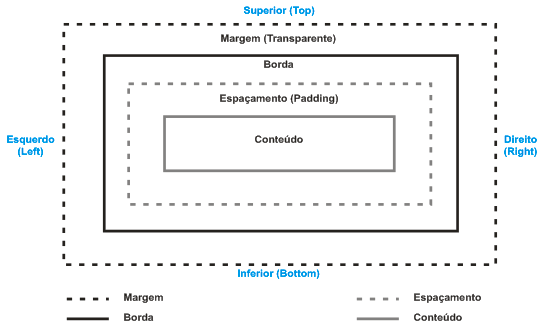 Superior (Top)
Margem (Transparente)
Borda
Espaçamento (Padding)
Conteúdo
Esquerdo
(Left)
Direito
(Right)
Inferior (Bottom)
Margem
Espaçamento
Borda
Conteúdo